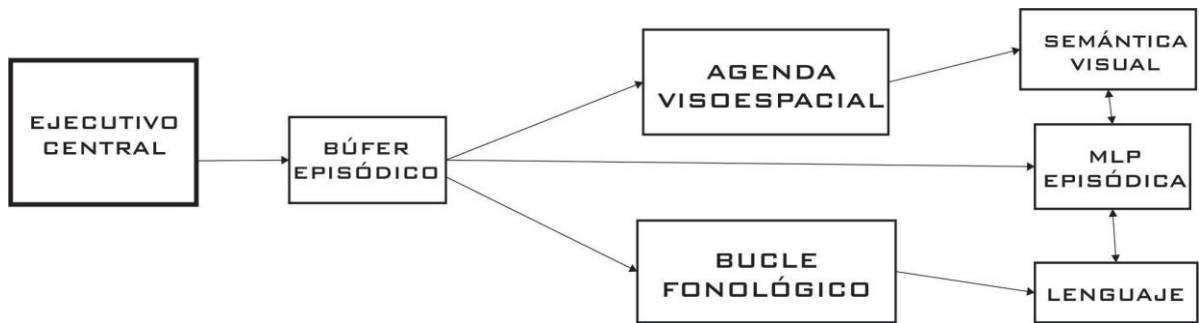 EJECUTIVO
CENTRAL
BÚFER
EPISÓDICO
AGENDA
VISOESPACIAL
BUCLE
FONOLÓGICO
SEMÁNTICA
VISUAL
MLP
EPISÓDICA
LENGUAJE